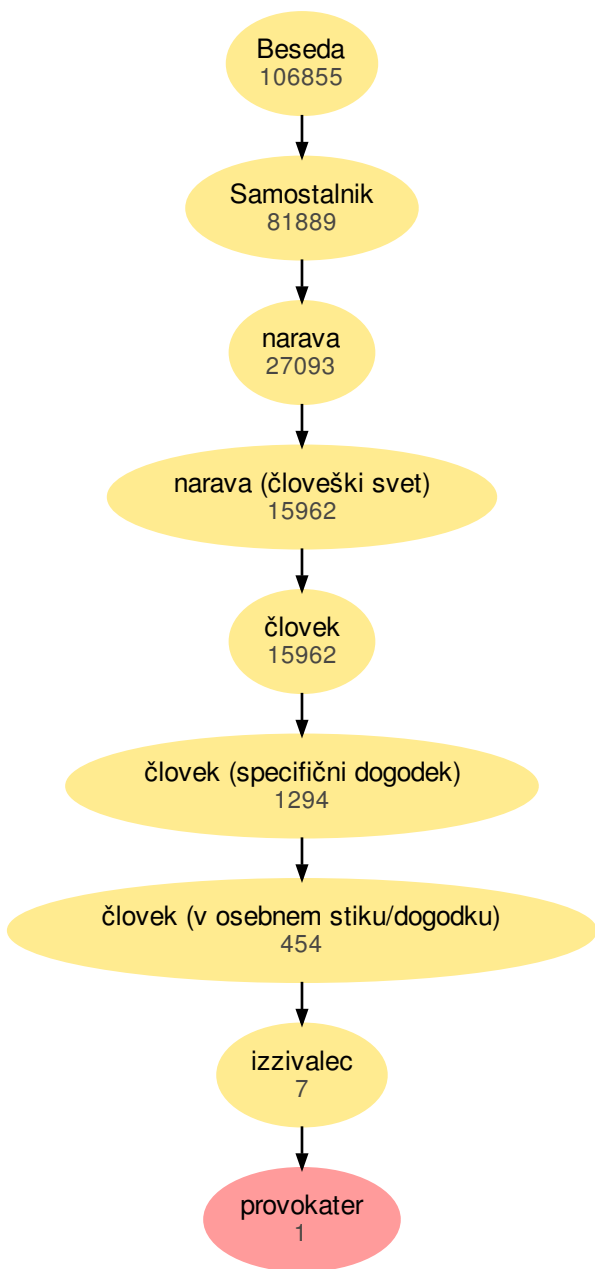 Beseda
106855
Samostalnik
81889
narava
27093
narava (človeški svet)
15962
človek
15962
človek (specifični dogodek)
1294
človek (v osebnem stiku/dogodku)
454
izzivalec
7
provokater
1